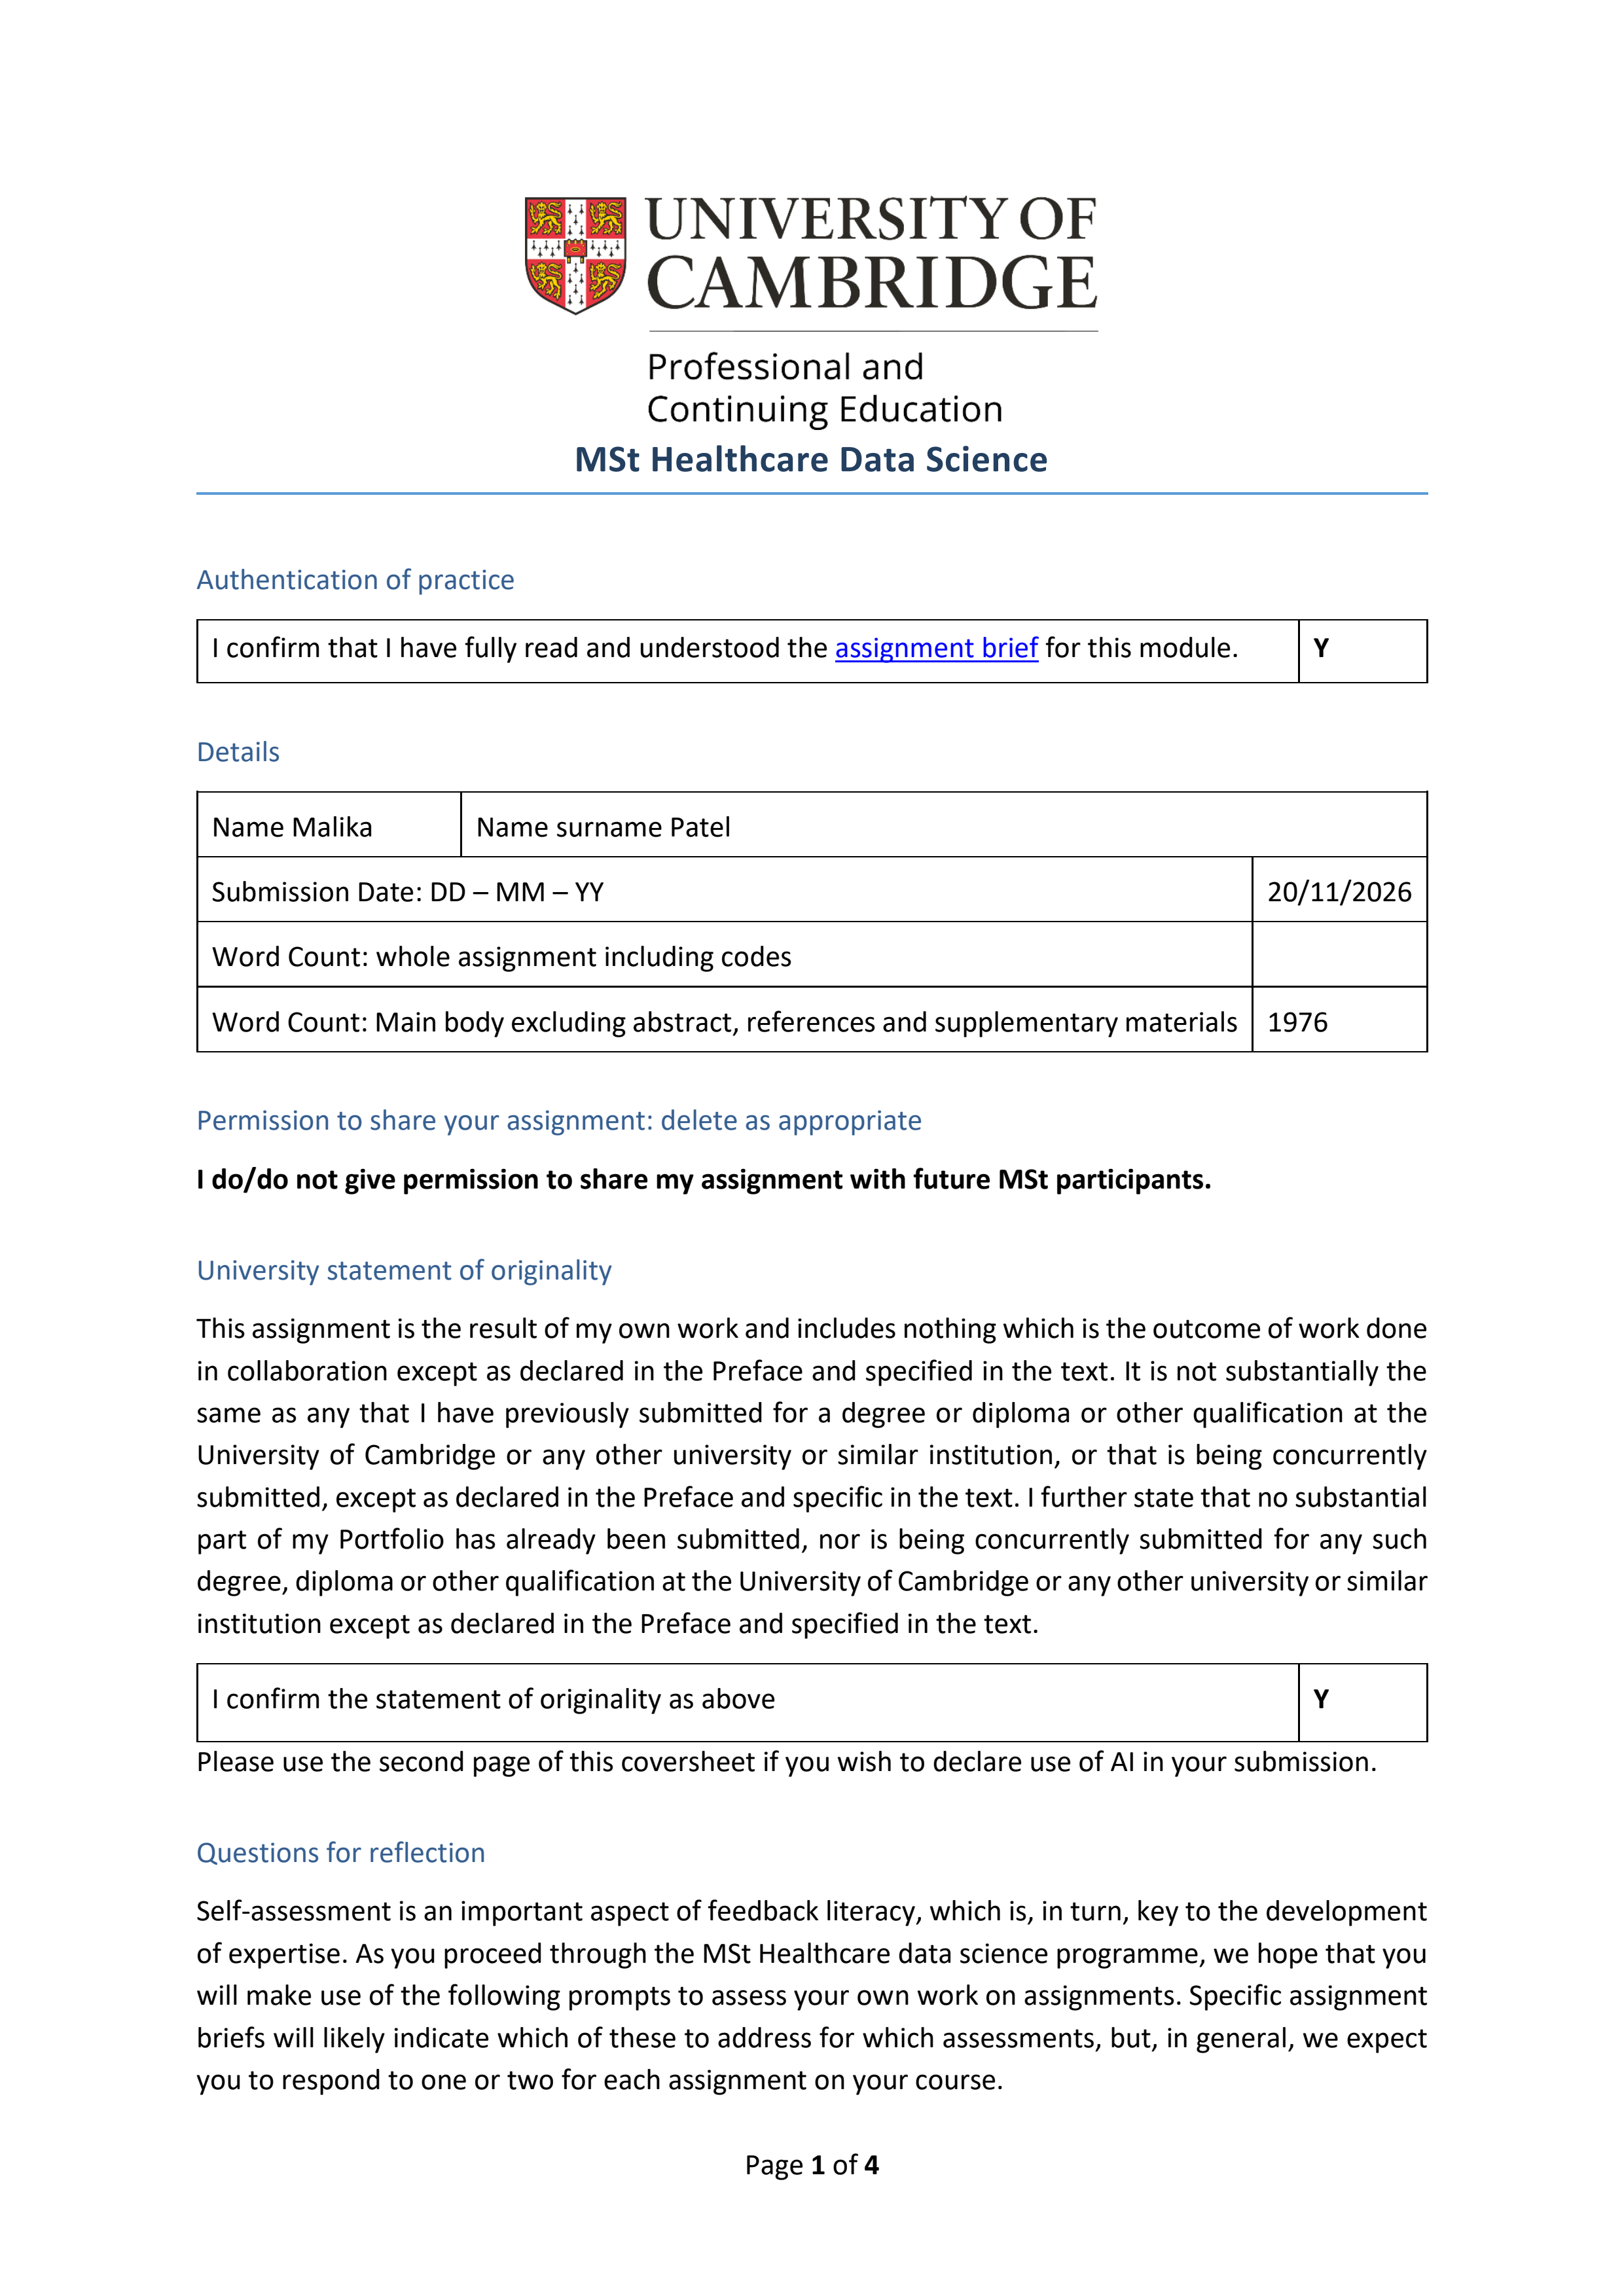 UNIVERSITY OF
CAMBRIDGE
Professional and
Continuing Education
MSt Healthcare Data Science
Authentication of practice
I confirm that I have fully read and understood the assignment brief for this module. Y
Details
Name Malika Name surname Patel
Submission Date: DD – MM – YY 20/11/2026
Word Count: whole assignment including codes
Word Count: Main body excluding abstract, references and supplementary materials 1976
Permission to share your assignment: delete as appropriate
I do/do not give permission to share my assignment with future MSt participants.
University statement of originality
This assignment is the result of my own work and includes nothing which is the outcome of work done
in collaboration except as declared in the Preface and specified in the text. It is not substantially the
same as any that I have previously submitted for a degree or diploma or other qualification at the
University of Cambridge or any other university or similar institution, or that is being concurrently
submitted, except as declared in the Preface and specific in the text. I further state that no substantial
part of my Portfolio has already been submitted, nor is being concurrently submitted for any such
degree, diploma or other qualification at the University of Cambridge or any other university or similar
institution except as declared in the Preface and specified in the text.
I confirm the statement of originality as above Y
Please use the second page of this coversheet if you wish to declare use of AI in your submission.
Questions for reflection
Self-assessment is an important aspect of feedback literacy, which is, in turn, key to the development
of expertise. As you proceed through the MSt Healthcare data science programme, we hope that you
will make use of the following prompts to assess your own work on assignments. Specific assignment
briefs will likely indicate which of these to address for which assessments, but, in general, we expect
you to respond to one or two for each assignment on your course.
Page 1 of 4